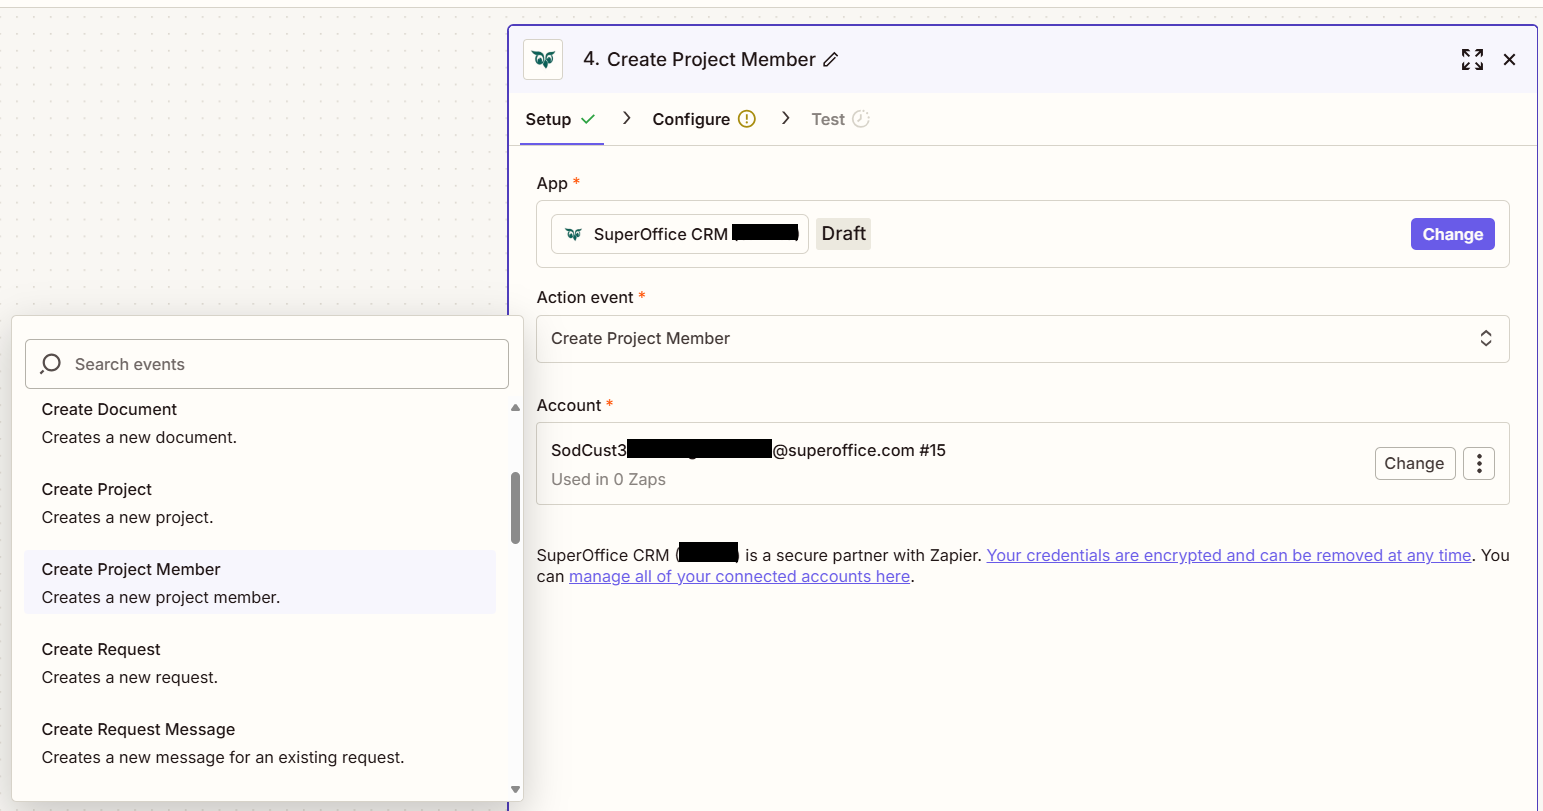 4. Create Project Member
Setup
Configure
Test
App *
SuperOffice CRM
Draft
Change
Action event *
Create Project Member
Account *
SodCust3
@superoffice.com #15
Used in 0 Zaps
Change
SuperOffice CRM ( ) is a secure partner with Zapier. Your credentials are encrypted and can be removed at any time. You
can manage all of your connected accounts here.
Search events
Create Document
Creates a new document.
Create Project
Creates a new project.
Create Project Member
Creates a new project member.
Create Request
Creates a new request.
Create Request Message
Creates a new message for an existing request.